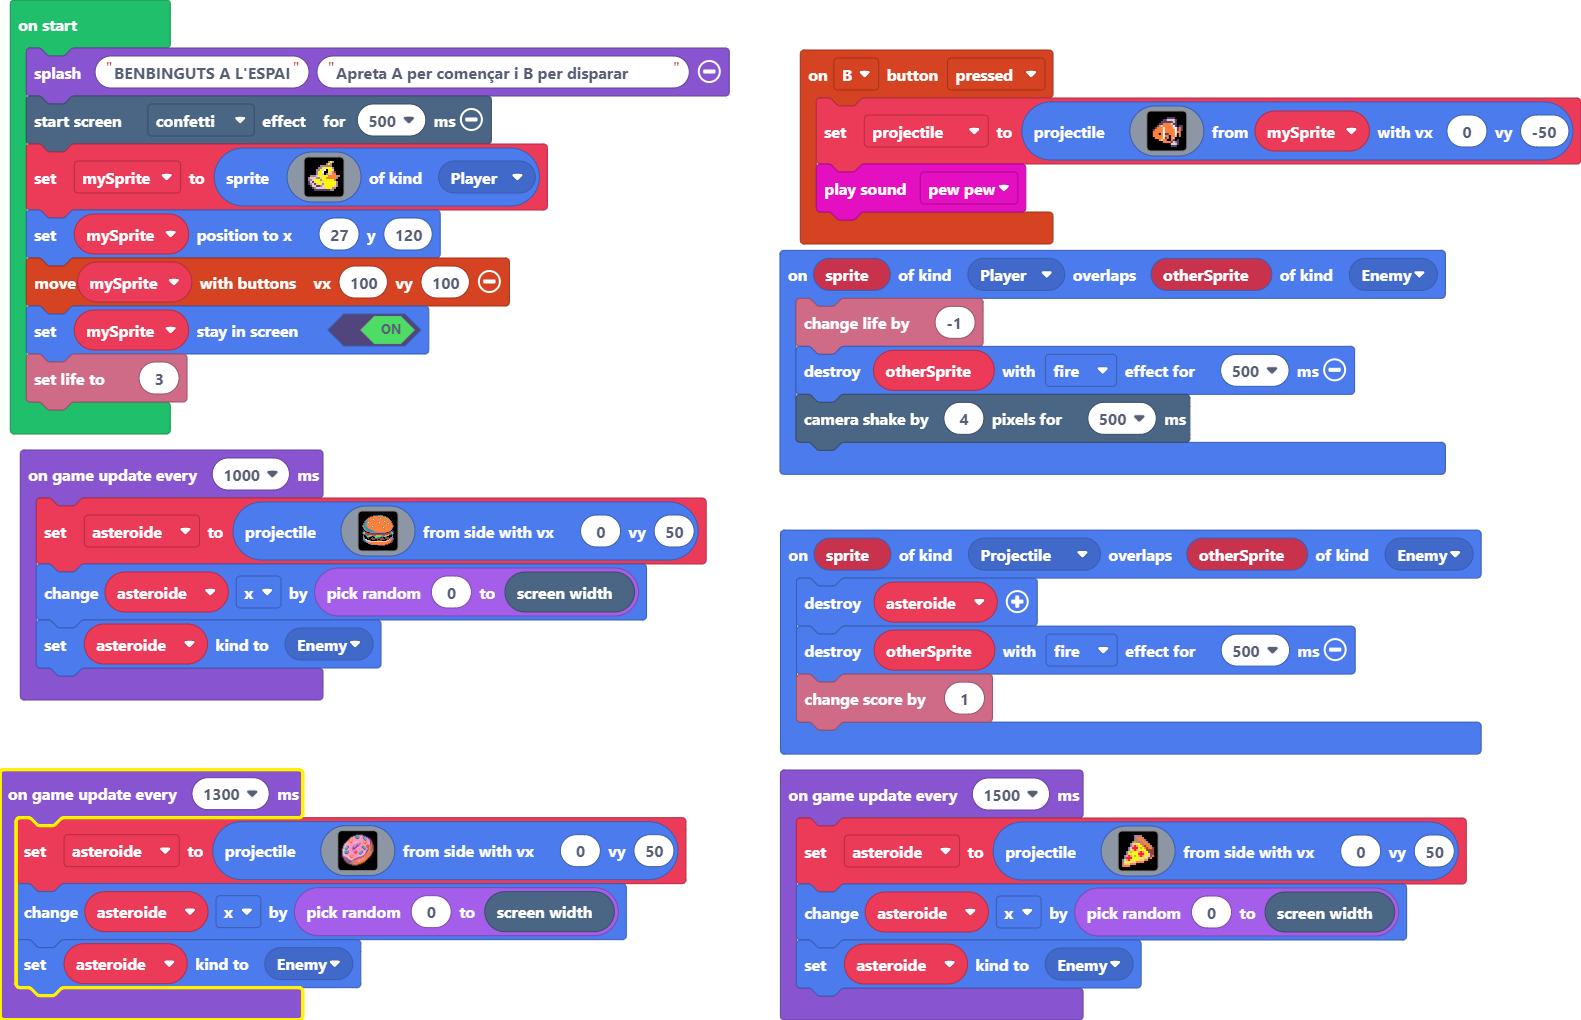 on start
splash "BENBINGUTS A L'ESPAI "Apreta A per començar i B per disparar "
start screen confetti effect for 500 ms
set mySprite to sprite of kind Player
set mySprite position to x 27 y 120
move mySprite with buttons vx 100 vy 100
set mySprite stay in screen ON
set life to 3
on game update every 1000 ms
set asteroide to projectile from side with vx 0 vy 50
change asteroide x by pick random 0 to screen width
set asteroide kind to Enemy
on game update every 1300 ms
set asteroide to projectile from side with vx 0 vy 50
change asteroide x by pick random 0 to screen width
set asteroide kind to Enemy
on B button pressed
set projectile to projectile from mySprite with vx 0 vy -50
play sound pew pew
on sprite of kind Player overlaps otherSprite of kind Enemy
change life by -1
destroy otherSprite with fire effect for 500 ms
camera shake by 4 pixels for 500 ms
on sprite of kind Projectile overlaps otherSprite of kind Enemy
destroy asteroide
destroy otherSprite with fire effect for 500 ms
change score by 1
on game update every 1500 ms
set asteroide to projectile from side with vx 0 vy 50
change asteroide x by pick random 0 to screen width
set asteroide kind to Enemy